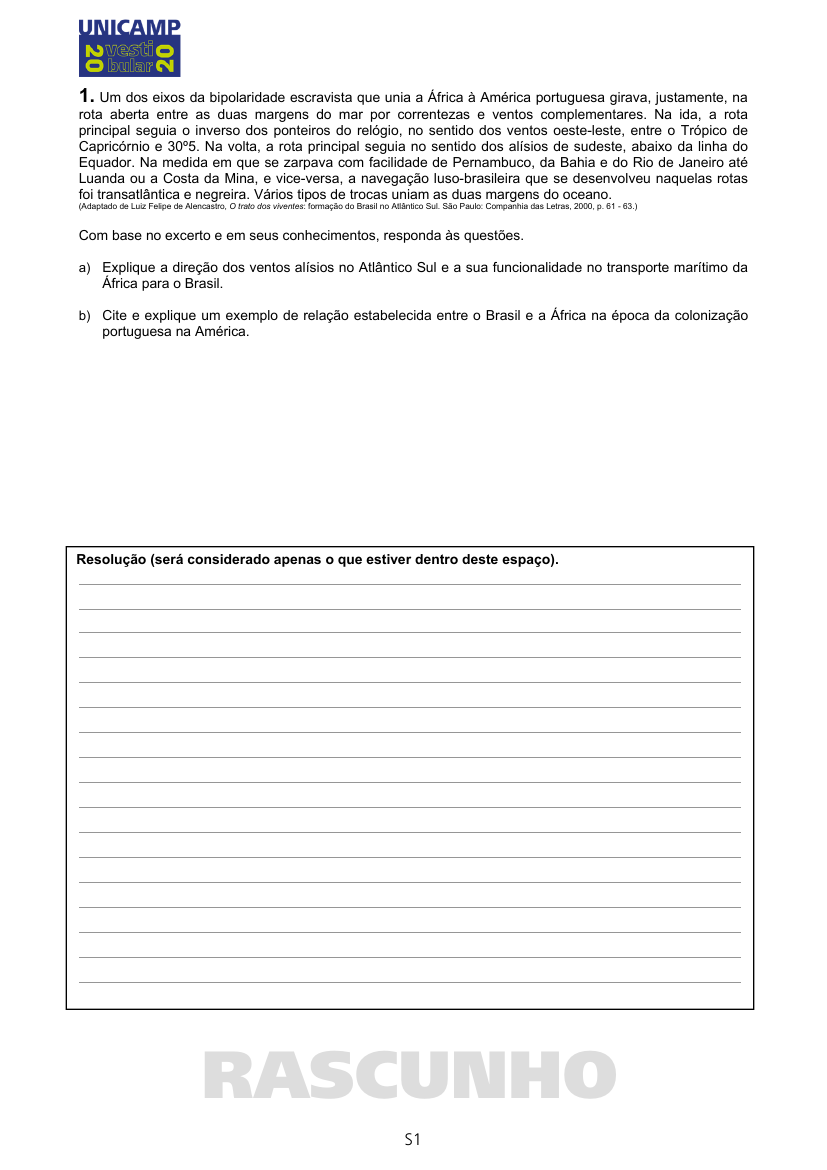 UNICAMP
20 vestibular 20
1. Um dos eixos da bipolaridade escravista que unia a África à América portuguesa girava, justamente, na
rota aberta entre as duas margens do mar por correntezas e ventos complementares. Na ida, a rota
principal seguia o inverso dos ponteiros do relógio, no sentido dos ventos oeste-leste, entre o Trópico de
Capricórnio e 30º5. Na volta, a rota principal seguia no sentido dos alísios de sudeste, abaixo da linha do
Equador. Na medida em que se zarpava com facilidade de Pernambuco, da Bahia e do Rio de Janeiro até
Luanda ou a Costa da Mina, e vice-versa, a navegação luso-brasileira que se desenvolveu naquelas rotas
foi transatlântica e negreira. Vários tipos de trocas uniam as duas margens do oceano.
(Adaptado de Luiz Felipe de Alencastro, O trato dos viventes: formação do Brasil no Atlântico Sul. São Paulo: Companhia das Letras, 2000, p. 61 - 63.)
Com base no excerto e em seus conhecimentos, responda às questões.
a) Explique a direção dos ventos alísios no Atlântico Sul e a sua funcionalidade no transporte marítimo da
África para o Brasil.
b) Cite e explique um exemplo de relação estabelecida entre o Brasil e a África na época da colonização
portuguesa na América.
Resolução (será considerado apenas o que estiver dentro deste espaço).
RASCUNHO
S1